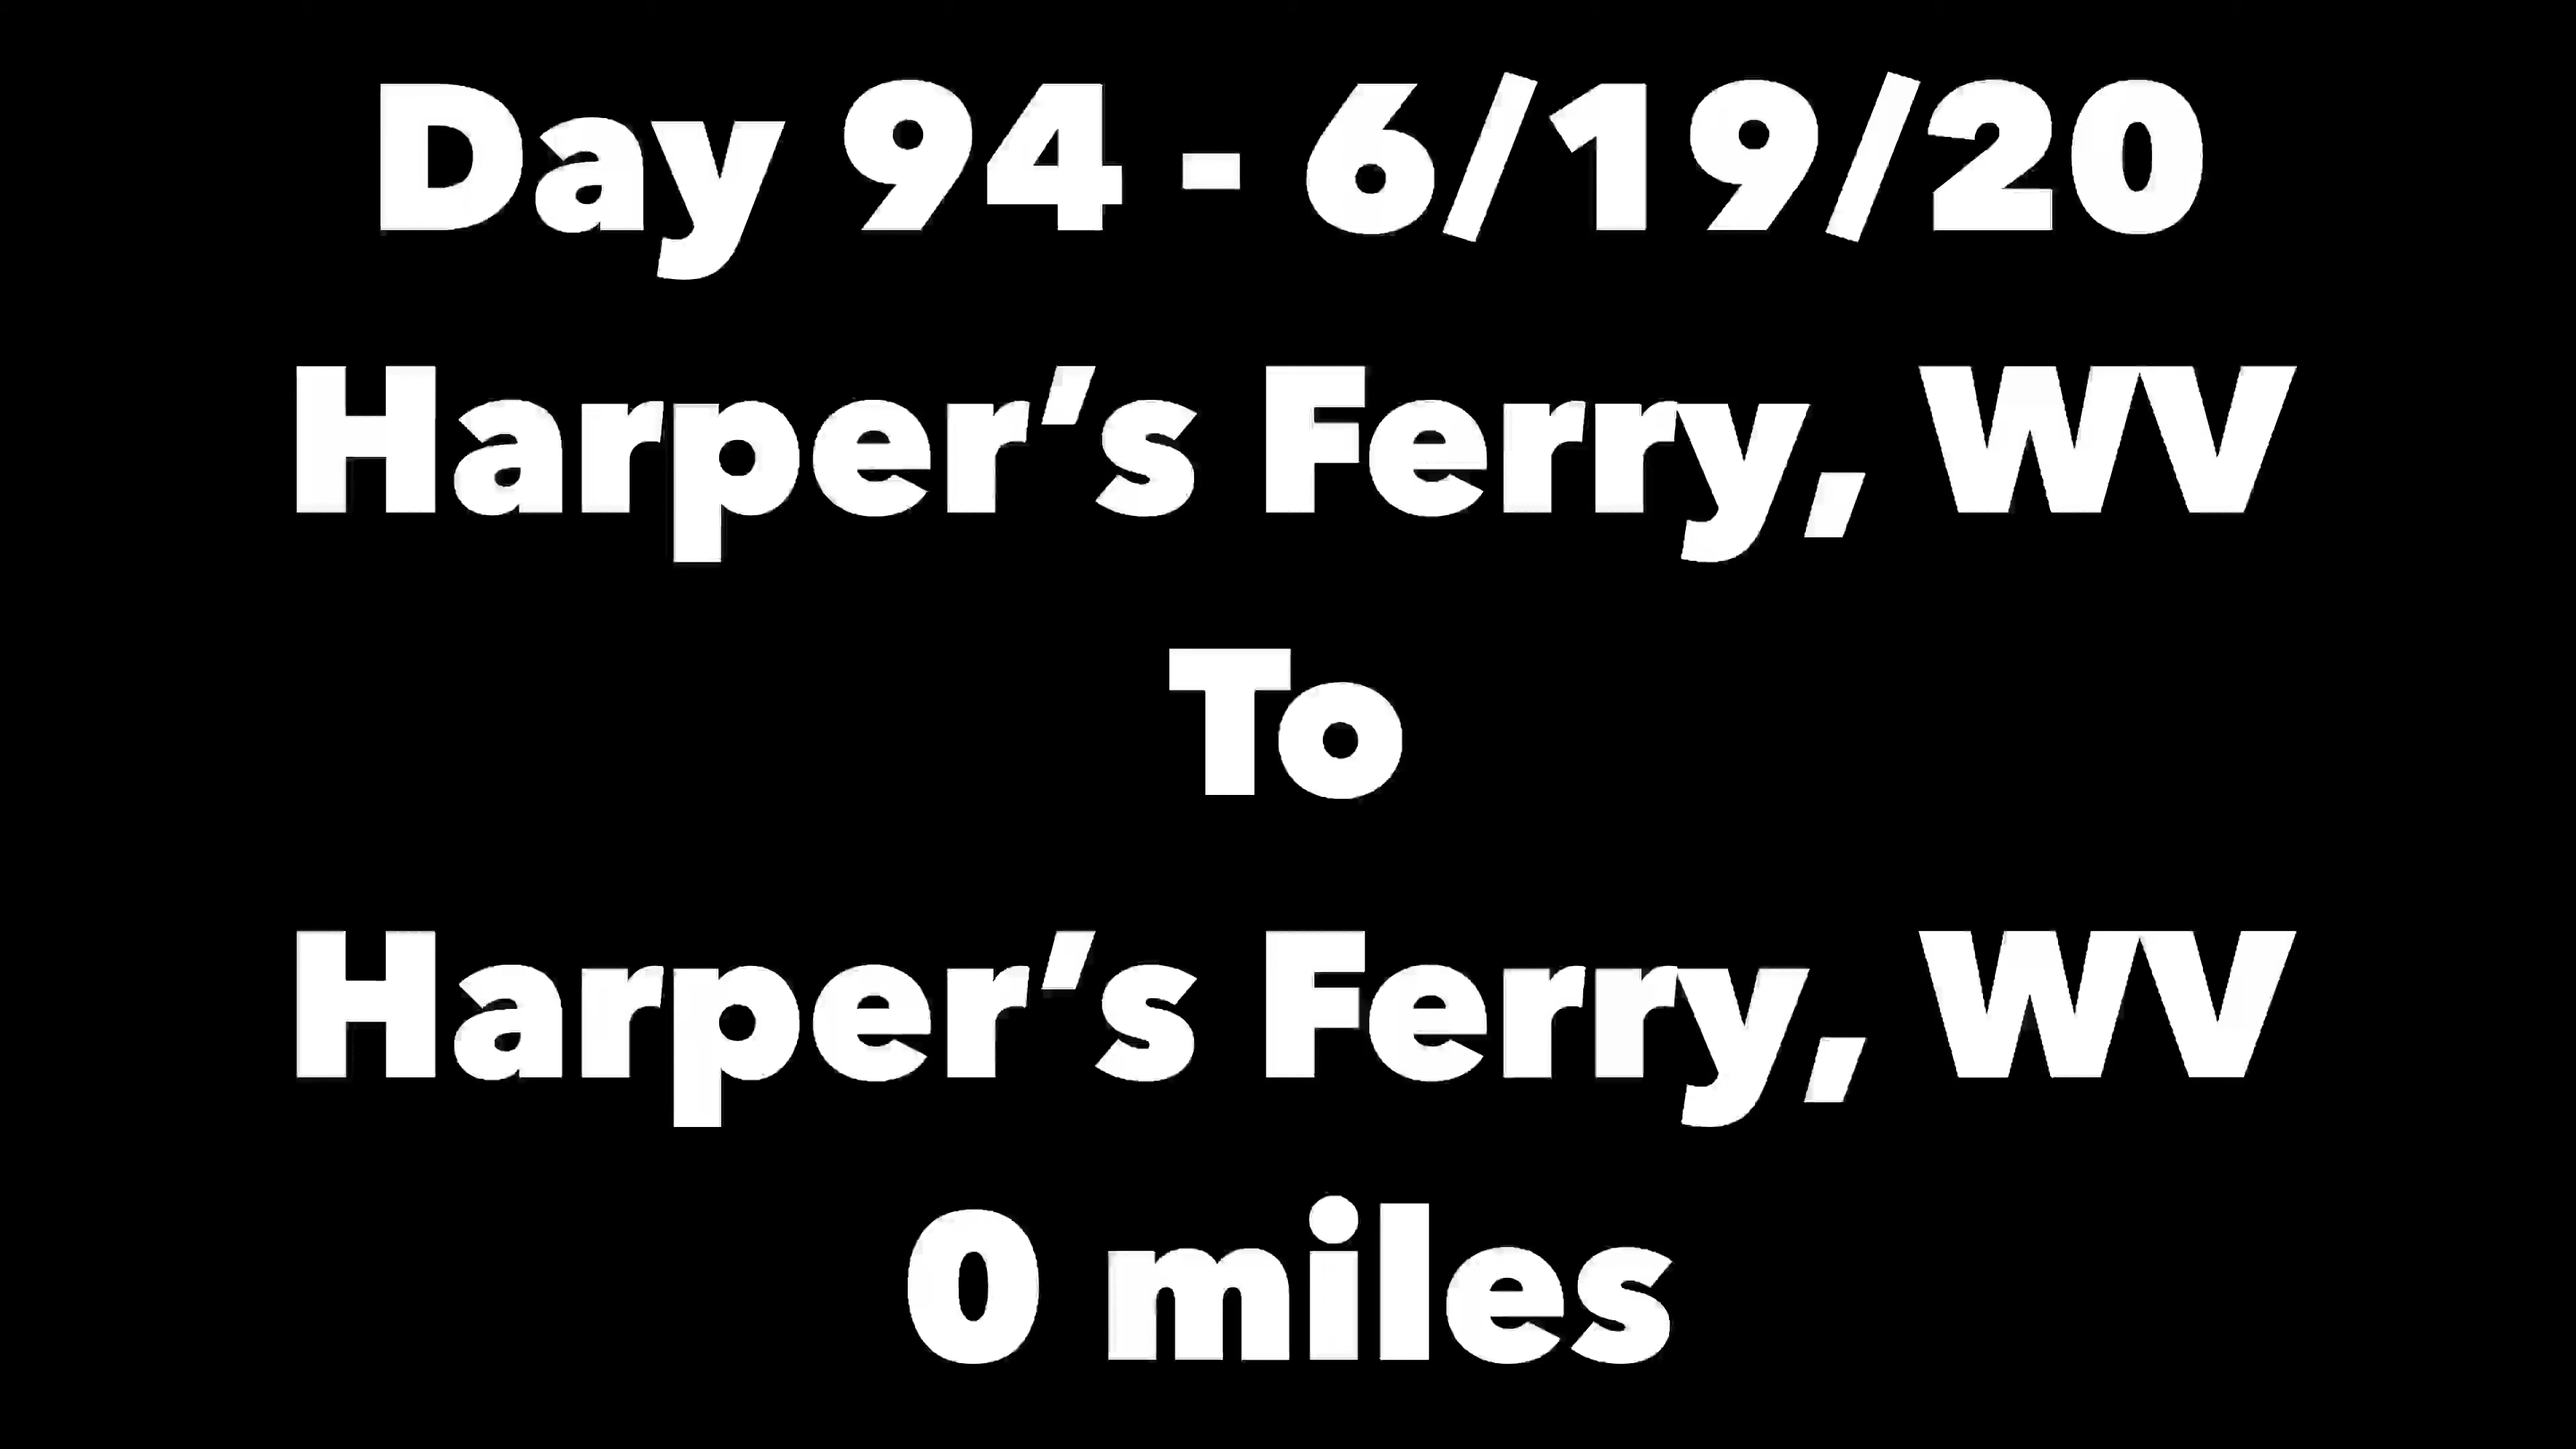 Day 94 - 6/19/20
Harper’s Ferry, WV
To
Harper’s Ferry, WV
0 miles